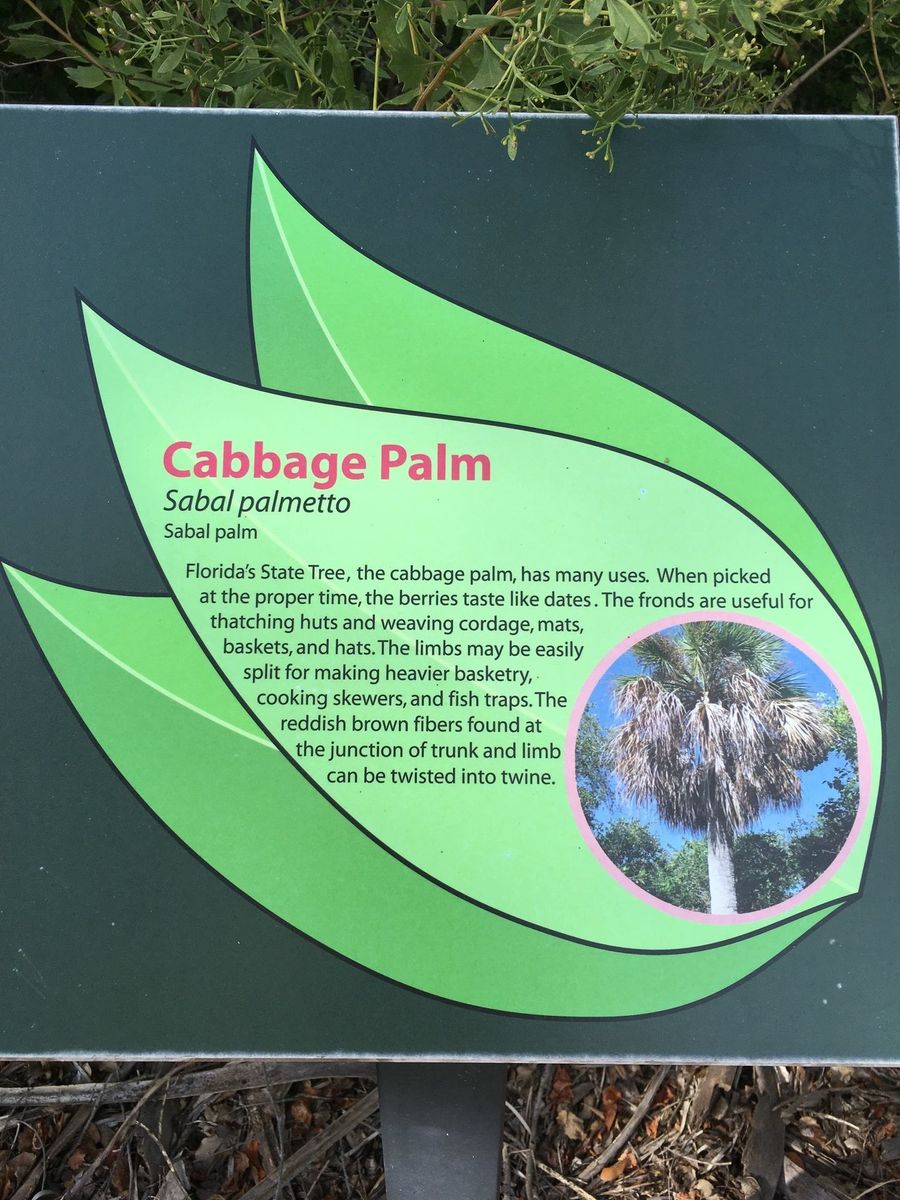 Cabbage Palm
Sabal palmetto
Sabal palm
Florida's State Tree, the cabbage palm, has many uses. When picked
at the proper time, the berries taste like dates. The fronds are useful for
thatching huts and weaving cordage, mats,
baskets, and hats. The limbs may be easily
split for making heavier basketry,
cooking skewers, and fish traps. The
reddish brown fibers found at
the junction of trunk and limb
can be twisted into twine.